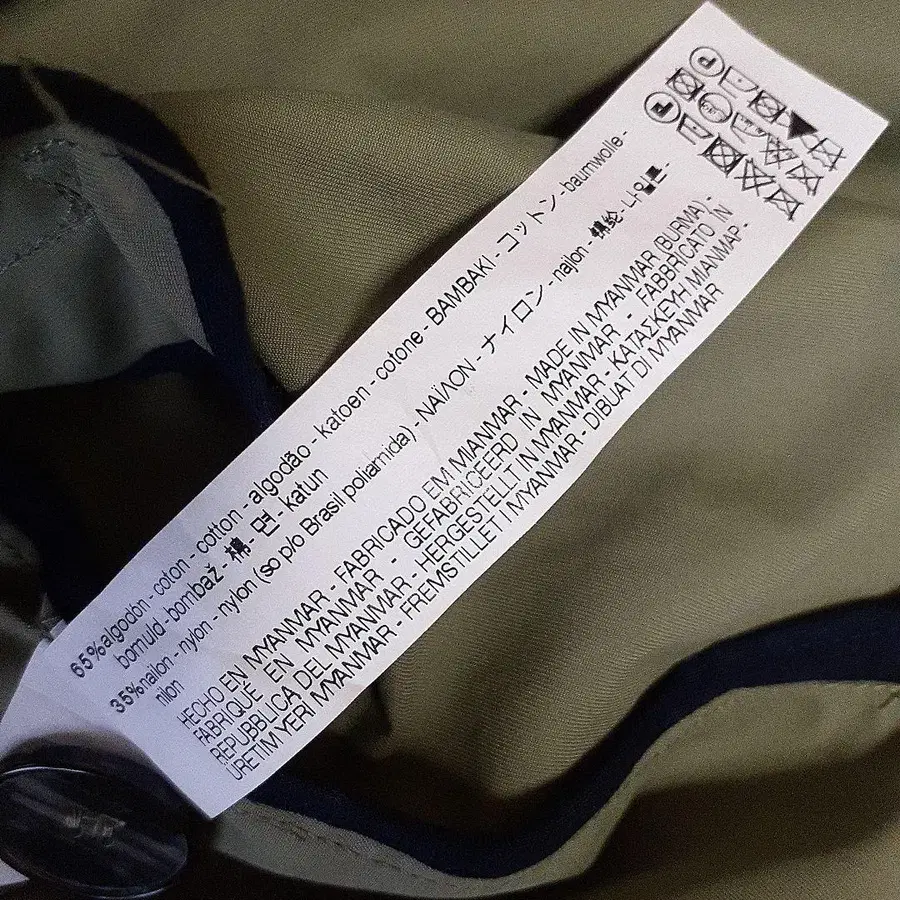 65%algodón - coton - cotton - algodão - katoen - cotone - BAMBAKI - コットン - baumwolle -
bomuld - bombaž - 棉 - 면 - katun
35%nailon - nylon - nylon (so p/o Brasil poliamida) - ΝΑΪΛΟΝ - ナイロン - najlon - 锦纶 - 나일론 -
nilon
HECHO EN MYANMAR - FABRICADO EM MIANMAR - MADE IN MYANMAR (BURMA) -
FABRIQUÉ EN MYANMAR - GEFABRICEERD IN MYANMAR - FABBRICATO IN
REPUBBLICA DEL MYANMAR - HERGESTELLT IN MYANMAR - ΚΑΤΑΣΚΕΥΗ ΜΙΑΝΜΑΡ -
ÜRETIM YERI MYANMAR - FREMSTILLET I MYANMAR - DIBUAT DI MYANMAR